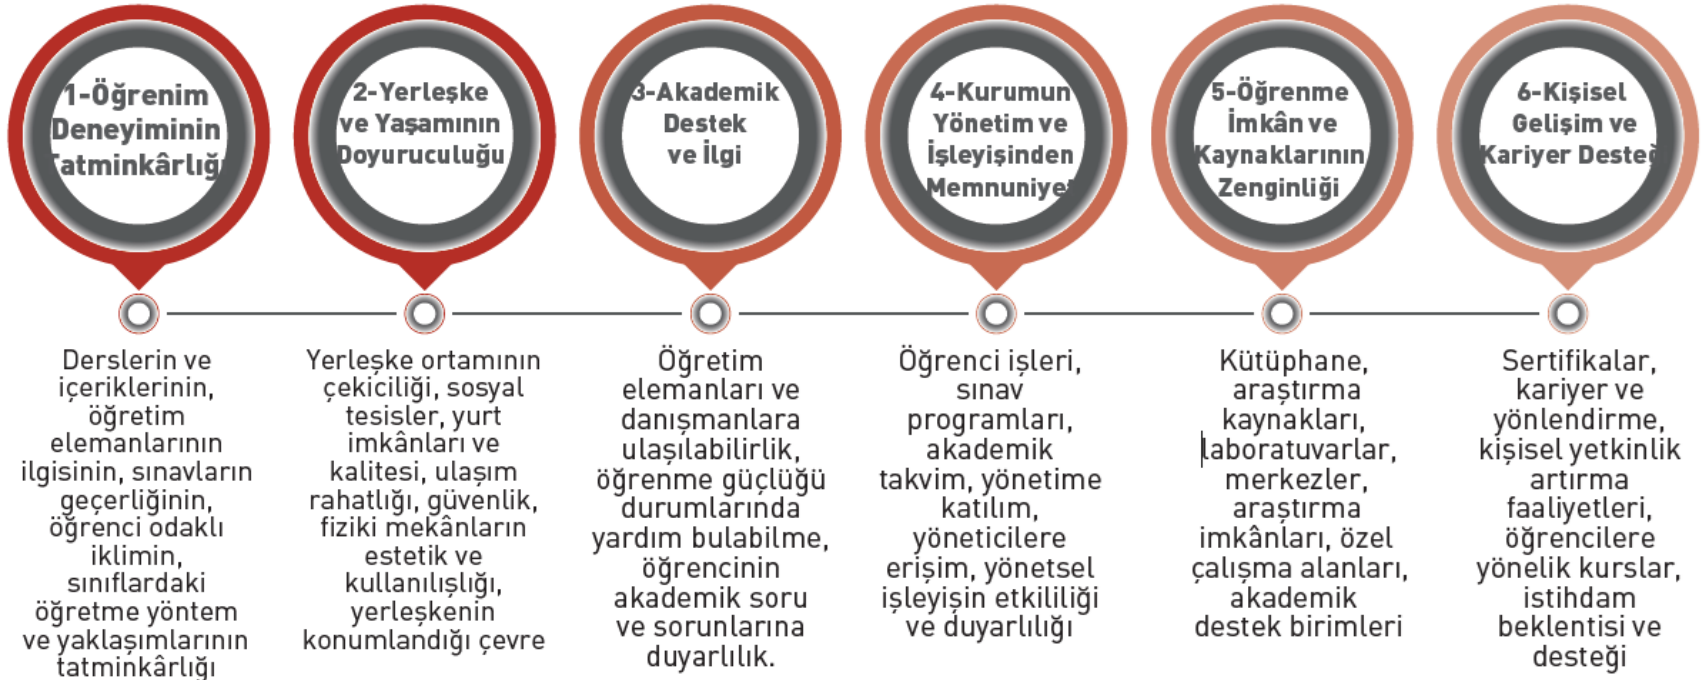 1-Öğrenim
Deneyiminin
Tatminkârlığı
Derslerin ve
içeriklerinin,
öğretim
elemanlarının
ilgisinin, sınavların
geçerliğinin,
öğrenci odaklı
iklimin,
sınıflardaki
öğretme yöntem
ve yaklaşımlarının
tatminkârlığı
2-Yerleşke
ve Yaşamının
Doyuruculuğu
Yerleşke ortamının
çekiciliği, sosyal
tesisler, yurt
imkânları ve
kalitesi, ulaşım
rahatlığı, güvenlik,
fiziki mekânların
estetik ve
kullanılışlığı,
yerleşkenin
konumlandığı çevre
3-Akademik
Destek
ve İlgi
Öğretim
elemanları ve
danışmanlara
ulaşılabilirlik,
öğrenme güçlüğü
durumlarında
yardım bulabilme,
öğrencinin
akademik soru
ve sorunlarına
duyarlılık.
4-Kurumun
Yönetim ve
İşleyişinden
Memnuniyet
Öğrenci işleri,
sınav
programları,
akademik
takvim, yönetime
katılım,
yöneticilere
erişim, yönetsel
işleyişin etkililiği
ve duyarlılığı
5-Öğrenme
İmkân ve
Kaynaklarının
Zenginliği
Kütüphane,
araştırma
kaynakları,
laboratuvarlar,
merkezler,
araştırma
imkânları, özel
çalışma alanları,
akademik
destek birimleri
6-Kişisel
Gelişim ve
Kariyer Desteği
Sertifikalar,
kariyer ve
yönlendirme,
kişisel yetkinlik
artırma
faaliyetleri,
öğrencilere
yönelik kurslar,
istihdam
beklentisi ve
desteği